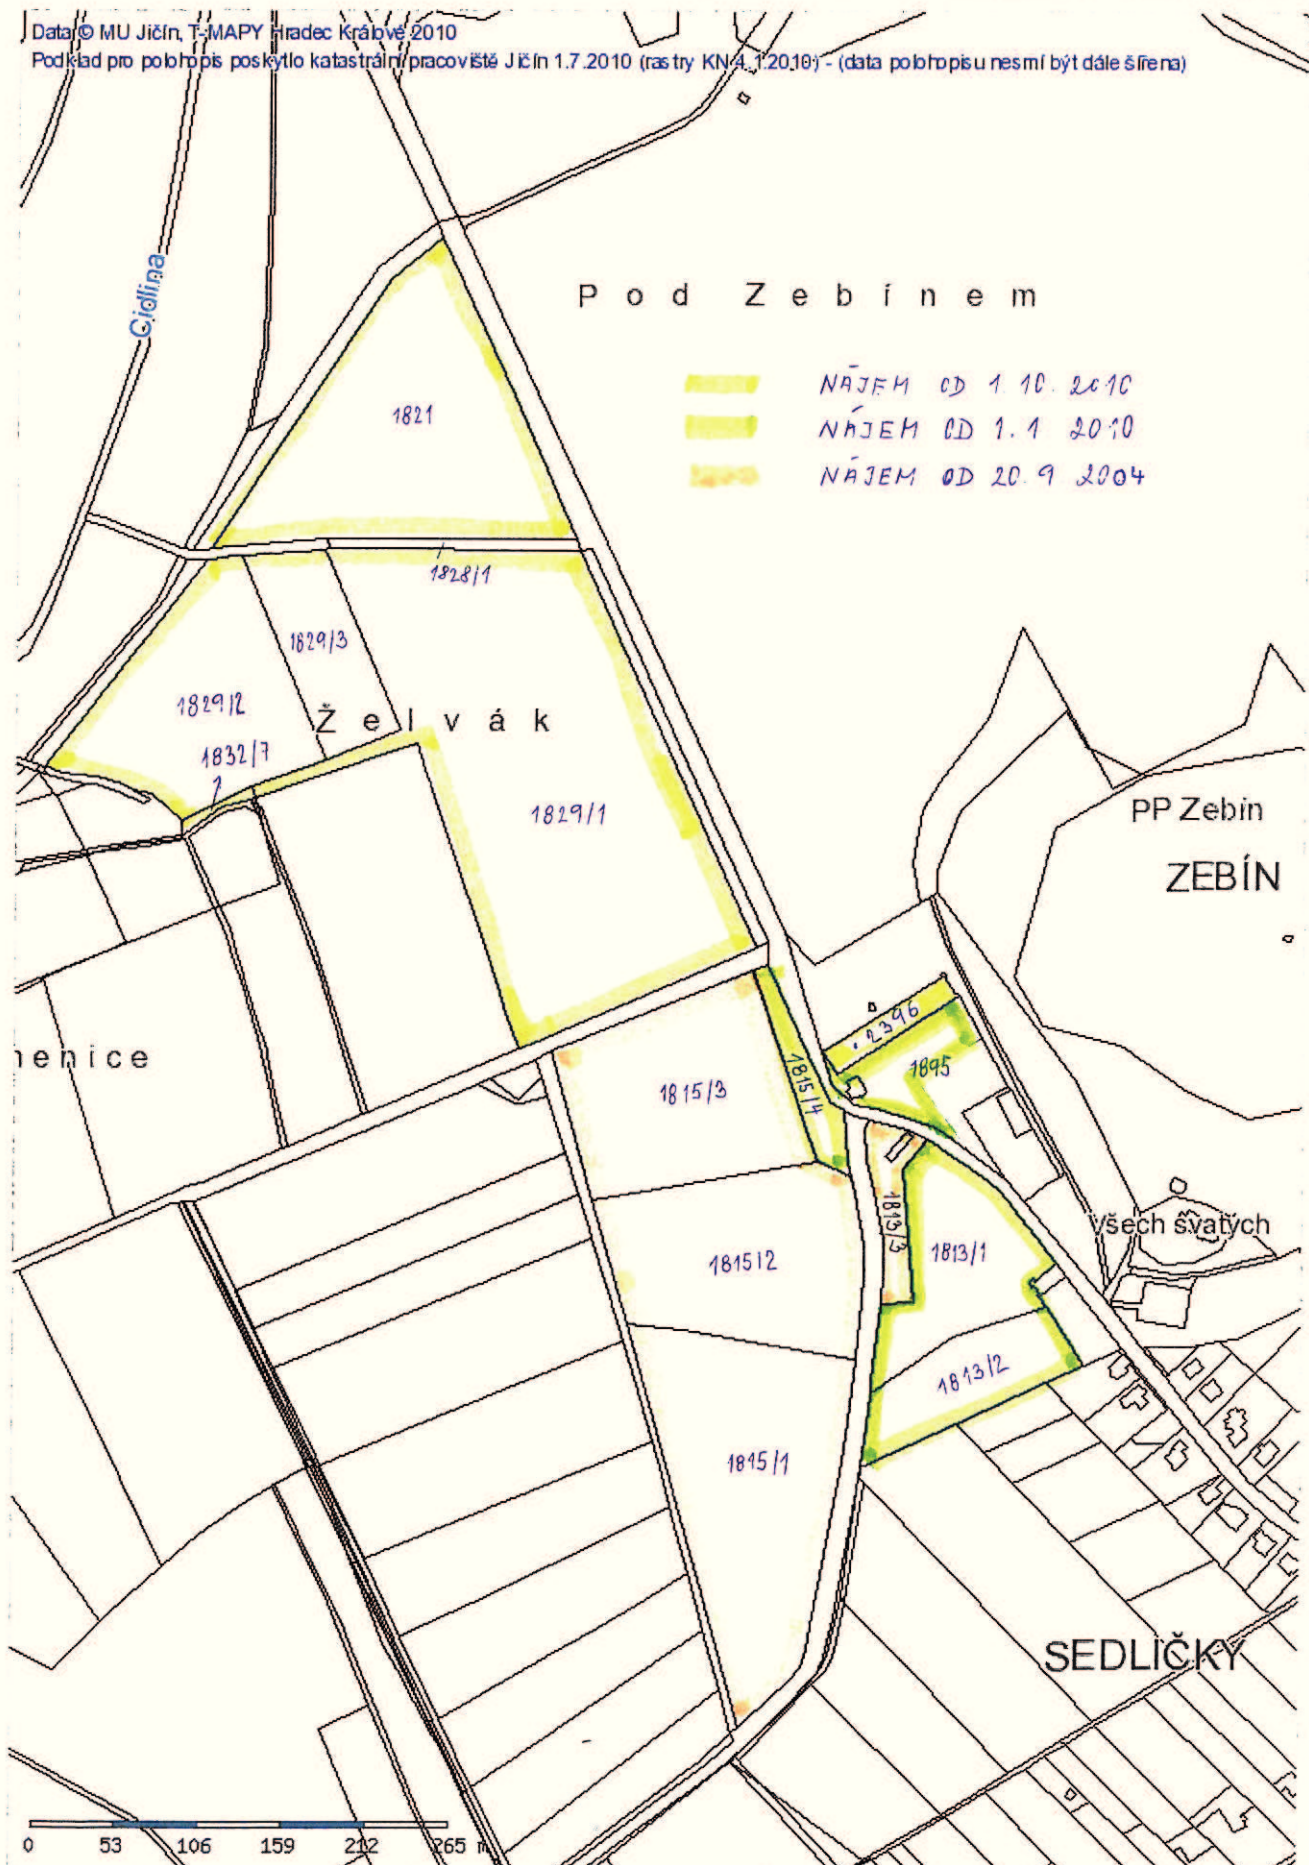 Data © MU Jičín, T-MAPY Hradec Králové 2010
Podklad pro polohopis poskytlo katastrální pracoviště Jičín 1.7.2010 (rastry KN 4.1.2010) - (data polohopisu nesmí být dále šířena)
Cidlina
Pod Zebínem
NÁJEM OD 1.10.2010
NÁJEM OD 1.1 2010
NÁJEM OD 20.9 2004
1821
1828/1
1829/3
1829/2
Želvák
1832/7
1829/1
PP Zebín
ZEBÍN
2396
menice
1895
1815/3
1815/4
1813/3
Všech svatých
1813/1
1815/2
1813/2
1815/1
SEDLIČKY
0 53 106 159 212 265 m